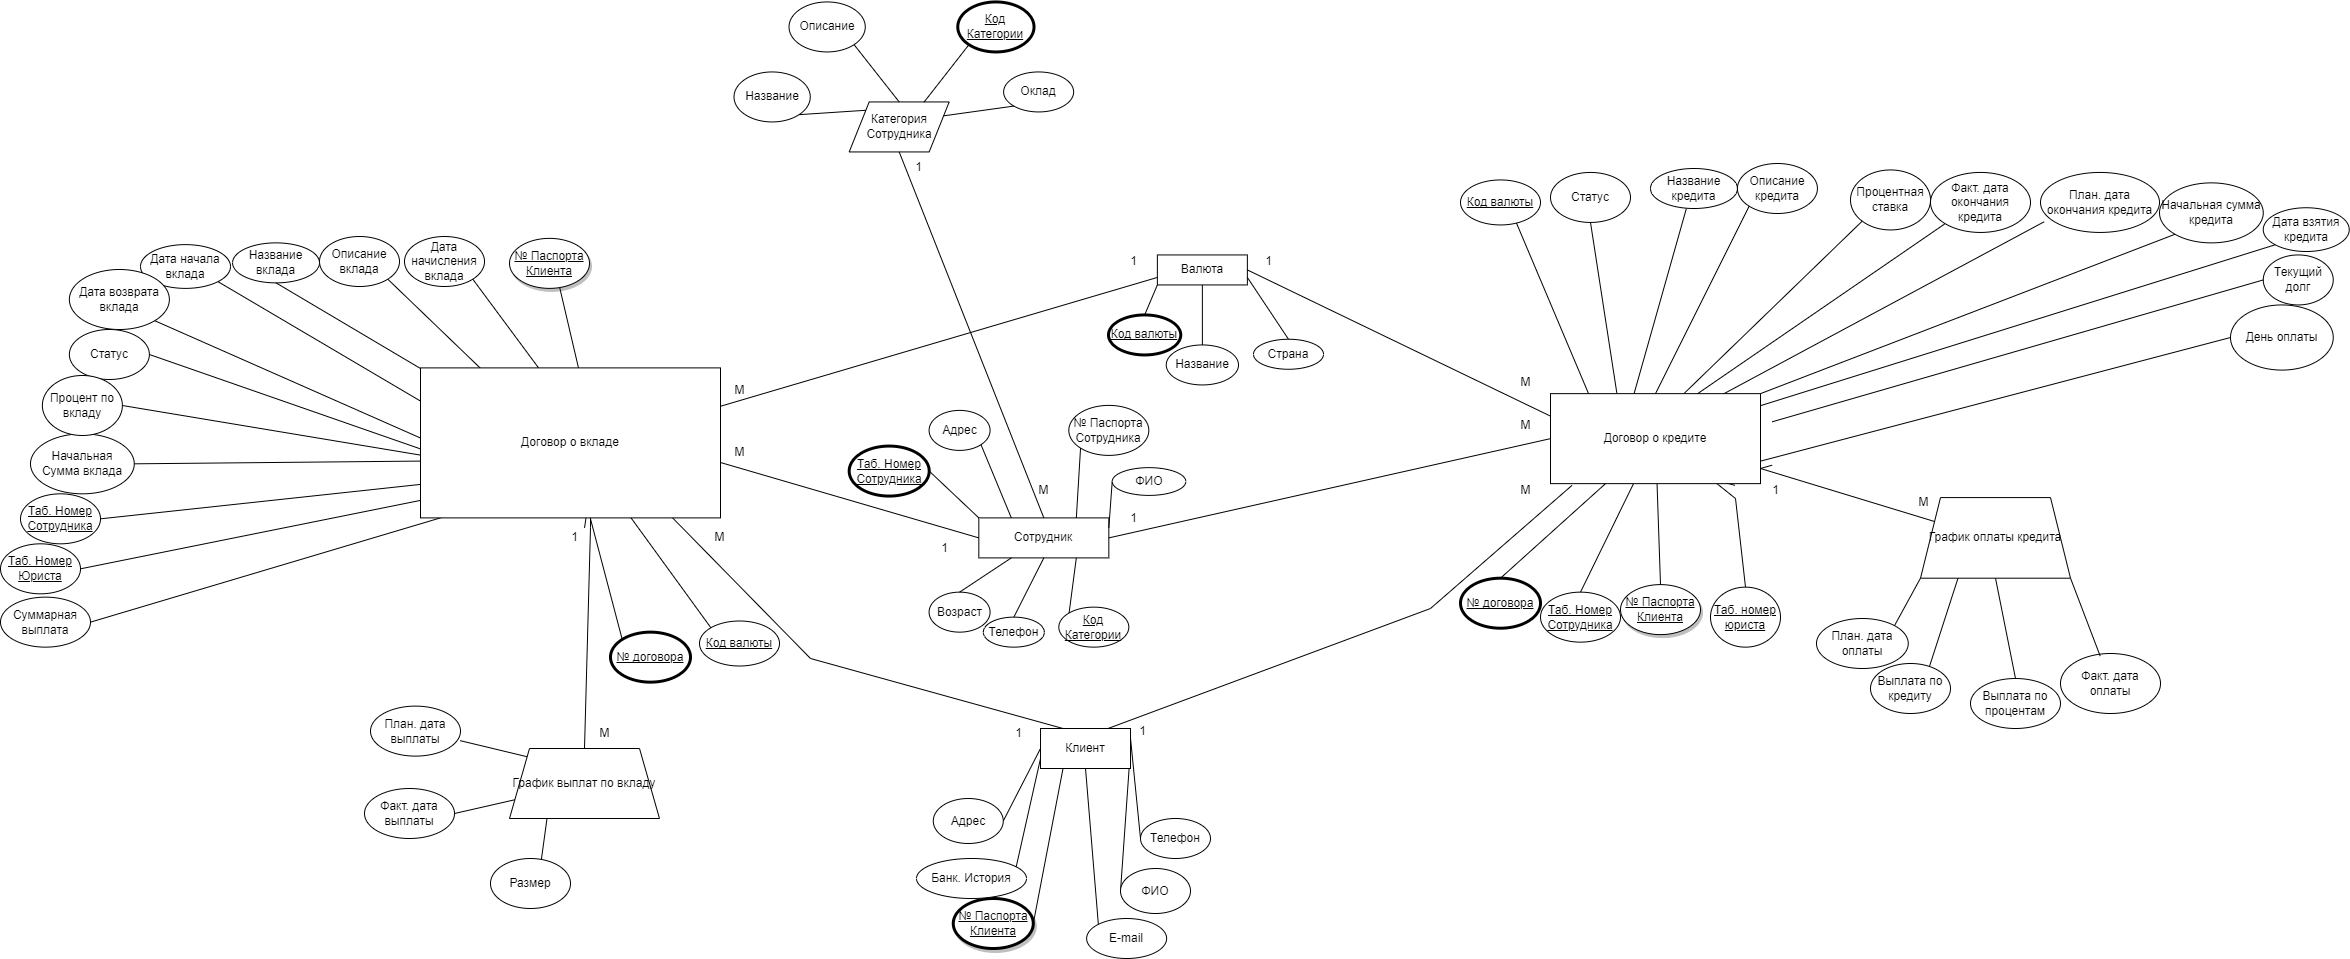 Описание
Код
Категории
Название
Оклад
Категория
Сотрудника
1
Код валюты
Статус
Название
кредита
Описание
кредита
Процентная
ставка
Факт. дата
окончания
кредита
План. дата
окончания кредита
Начальная сумма
кредита
Дата взятия
кредита
Текущий
долг
День оплаты
Дата возврата
вклада
Дата начала
вклада
Название
вклада
Описание
вклада
Дата
начисления
вклада
№ Паспорта
Клиента
Статус
Процент по
вкладу
Начальная
Сумма вклада
Таб. Номер
Сотрудника
Таб. Номер
Юриста
Суммарная
выплата
Договор о вкладе
М
М
1
М
1
Валюта
1
Код валюты
Название
Страна
М
М
М
Договор о кредите
1
М
Адрес
№ Паспорта
Сотрудника
Таб. Номер
Сотрудника
ФИО
М
Сотрудник
1
1
Возраст
Телефон
Код
Категории
№ договора
Код валюты
№ договора
Таб. Номер
Сотрудника
№ Паспорта
Клиента
Таб. номер
юриста
График оплаты кредита
План. дата
оплаты
Выплата по
кредиту
Выплата по
процентам
Факт. дата
оплаты
План. дата
выплаты
М
График выплат по вкладу
Факт. дата
выплаты
Размер
1
Клиент
1
Адрес
Телефон
Банк. История
ФИО
№ Паспорта
Клиента
E-mail